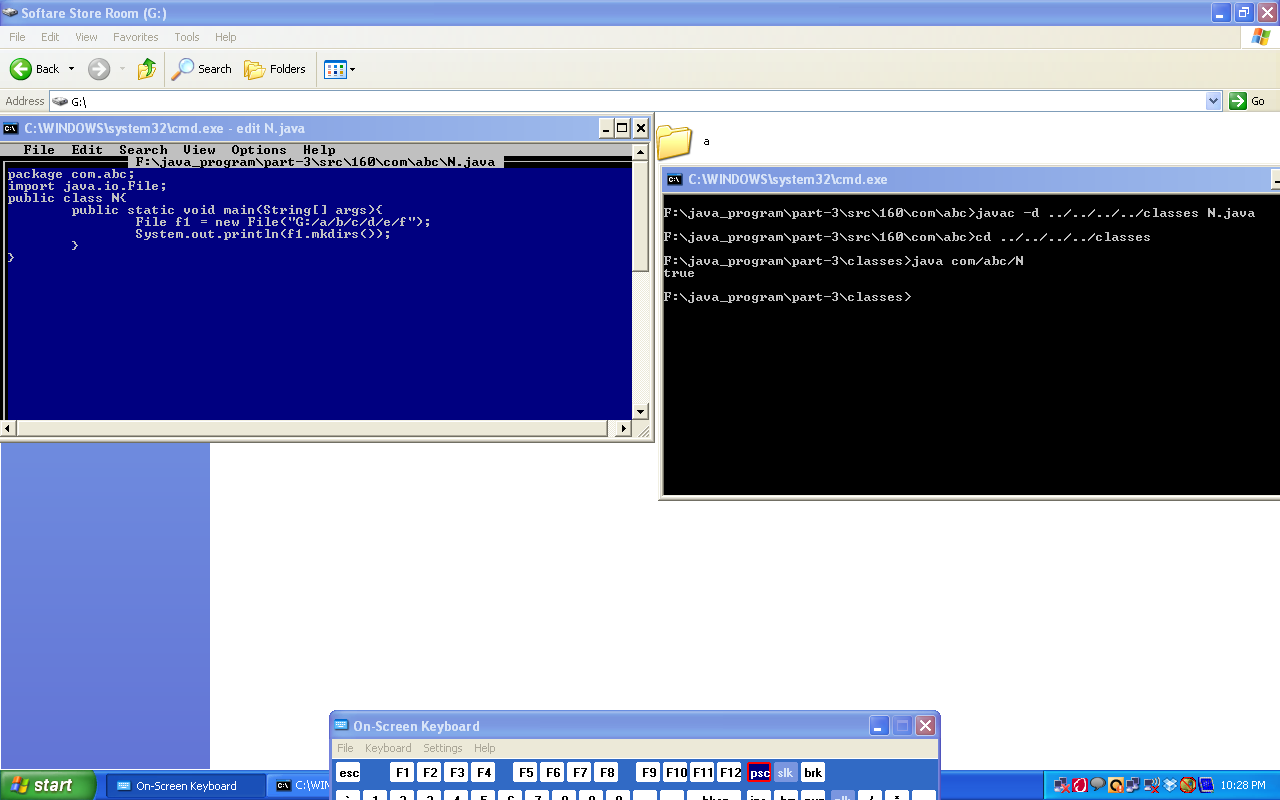 Softare Store Room (G:)
File Edit View Favorites Tools Help
Back Search Folders
Address G:\ Go
C:\WINDOWS\system32\cmd.exe - edit N.java
File Edit Search View Options Help
F:\java_program\part-3\src\160\com\abc\N.java
package com.abc;
import java.io.File;
public class N{
public static void main(String[] args){
File f1 = new File("G:/a/b/c/d/e/f");
System.out.println(f1.mkdirs());
}
}
a
C:\WINDOWS\system32\cmd.exe
F:\java_program\part-3\src\160\com\abc>javac -d ../../../../classes N.java
F:\java_program\part-3\src\160\com\abc>cd ../../../../classes
F:\java_program\part-3\classes>java com/abc/N
true
F:\java_program\part-3\classes>
On-Screen Keyboard
File Keyboard Settings Help
esc F1 F2 F3 F4 F5 F6 F7 F8 F9 F10 F11 F12 psc slk brk
start On-Screen Keyboard C:\WIN 10:28 PM